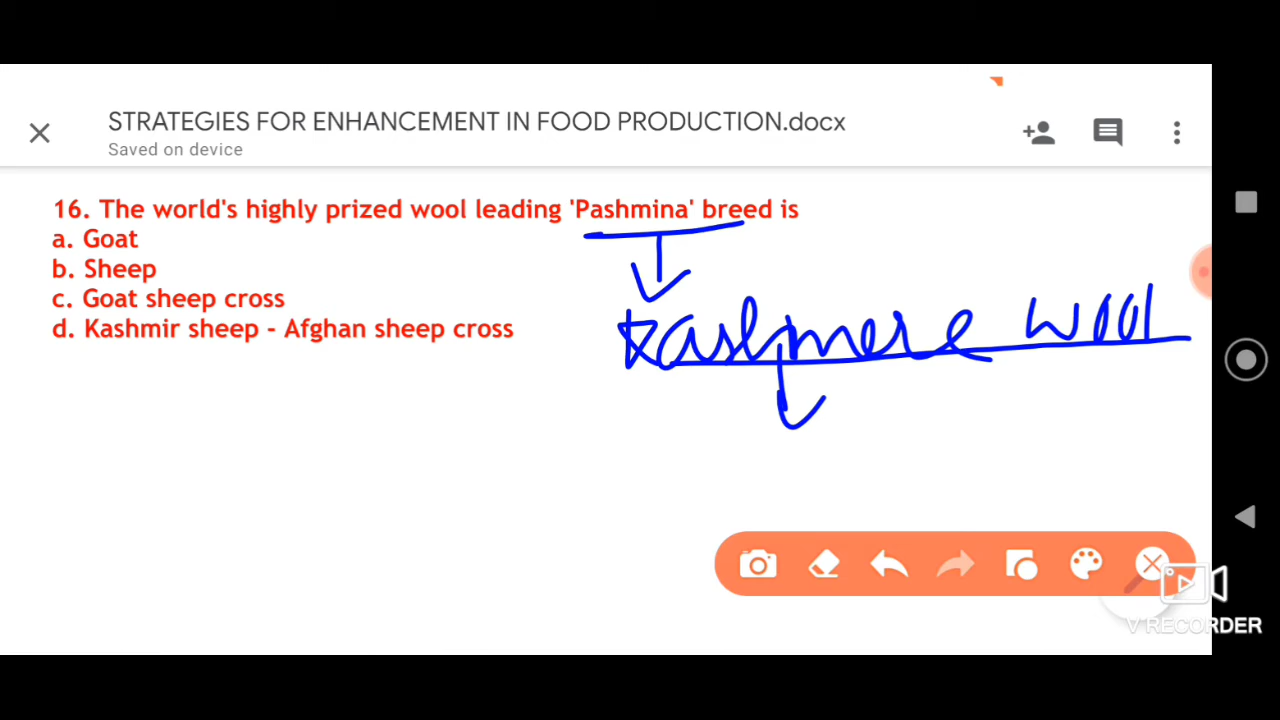 STRATEGIES FOR ENHANCEMENT IN FOOD PRODUCTION.docx
Saved on device
16. The world's highly prized wool leading 'Pashmina' breed is
a. Goat
b. Sheep
c. Goat sheep cross
d. Kashmir sheep - Afghan sheep cross
Kashmere wool
V RECORDER